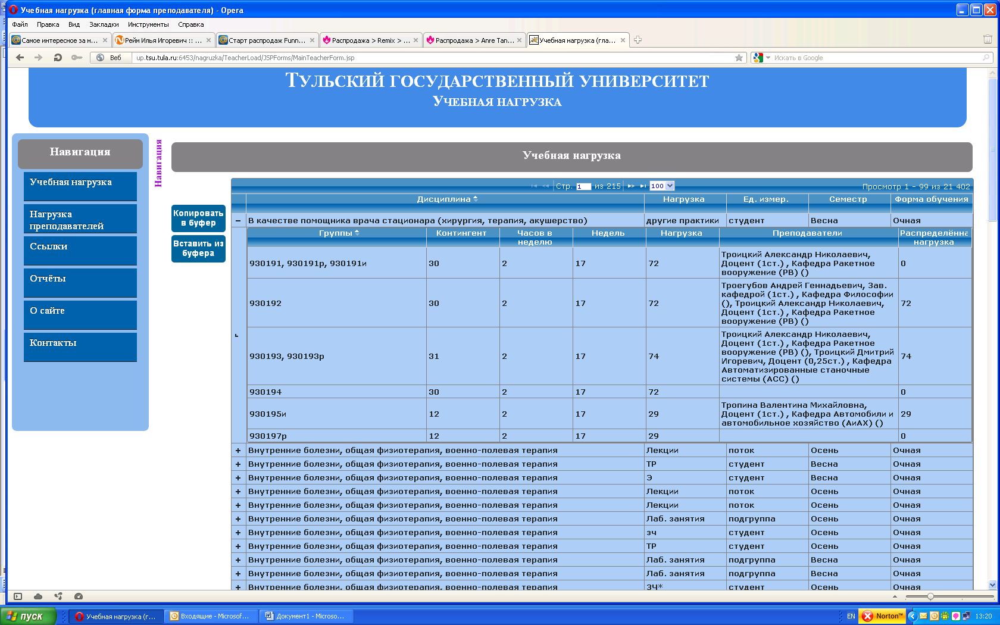 Учебная нагрузка (главная форма преподавателя) - Opera
Файл Правка Вид Закладки Инструменты Справка
Самое интересное за н... Рейм Илья Игоревич :: ... Старт распродаж Funn... Распродажа > Remix > ... Распродажа > Anre Tan... Учебная нагрузка (гла...
Веб up.tsu.tula.ru:6453/nagruzka/TeacherLoad/JSPForms/MainTeacherForm.jsp Искать в Google
Тульский государственный университет
Учебная нагрузка
Навигация
Учебная нагрузка
Нагрузка
преподавателей
Ссылки
Отчёты
О сайте
Контакты
Навигация
Учебная нагрузка
Копировать
в буфер
Вставить из
буфера
Стр. 1 из 215 100 Просмотр 1 - 99 из 21 402
Дисциплина Нагрузка Ед. измер. Семестр Форма обучения
− В качестве помощника врача стационара (хирургия, терапия, акушерство) другие практики студент Весна Очная
Группы Контингент Часов в Недель Нагрузка Преподаватели Распределённа
неделю нагрузка
Троицкий Александр Николаевич,
930191, 930191р, 930191и 30 2 17 72 Доцент (1ст.) , Кафедра Ракетное 0
вооружение (РВ) ()
Троегубов Андрей Геннадьевич, Зав.
кафедрой (1ст.) , Кафедра Философии
930192 30 2 17 72 (), Троицкий Александр Николаевич, 72
Доцент (1ст.) , Кафедра Ракетное
вооружение (РВ) ()
Троицкий Александр Николаевич,
Доцент (1ст.) , Кафедра Ракетное
вооружение (РВ) (), Троицкий Дмитрий
930193, 930193р 31 2 17 74 Игоревич, Доцент (0,25ст.) , Кафедра 74
Автоматизированные станочные
системы (АСС) ()
930194 30 2 17 72 0
Тропина Валентина Михайловна,
930195и 12 2 17 29 Доцент (1ст.) , Кафедра Автомобили и 29
автомобильное хозяйство (АиАХ) ()
930197р 12 2 17 29 0
+ Внутренние болезни, общая физиотерапия, военно-полевая терапия Лекции поток Осень Очная
+ Внутренние болезни, общая физиотерапия, военно-полевая терапия ТР студент Весна Очная
+ Внутренние болезни, общая физиотерапия, военно-полевая терапия Э студент Весна Очная
+ Внутренние болезни, общая физиотерапия, военно-полевая терапия Лекции поток Осень Очная
+ Внутренние болезни, общая физиотерапия, военно-полевая терапия Лекции поток Осень Очная
+ Внутренние болезни, общая физиотерапия, военно-полевая терапия Лаб. занятия подгруппа Осень Очная
+ Внутренние болезни, общая физиотерапия, военно-полевая терапия зч студент Осень Очная
+ Внутренние болезни, общая физиотерапия, военно-полевая терапия ТР студент Осень Очная
+ Внутренние болезни, общая физиотерапия, военно-полевая терапия Лаб. занятия подгруппа Весна Очная
+ Внутренние болезни, общая физиотерапия, военно-полевая терапия Лаб. занятия подгруппа Весна Очная
+ Внутренние болезни, общая физиотерапия, военно-полевая терапия ЗЧ* студент Осень Очная
пуск Учебная нагрузка (г... Входящие - Microsof... Документ1 - Microso... EN Norton™ 13:20